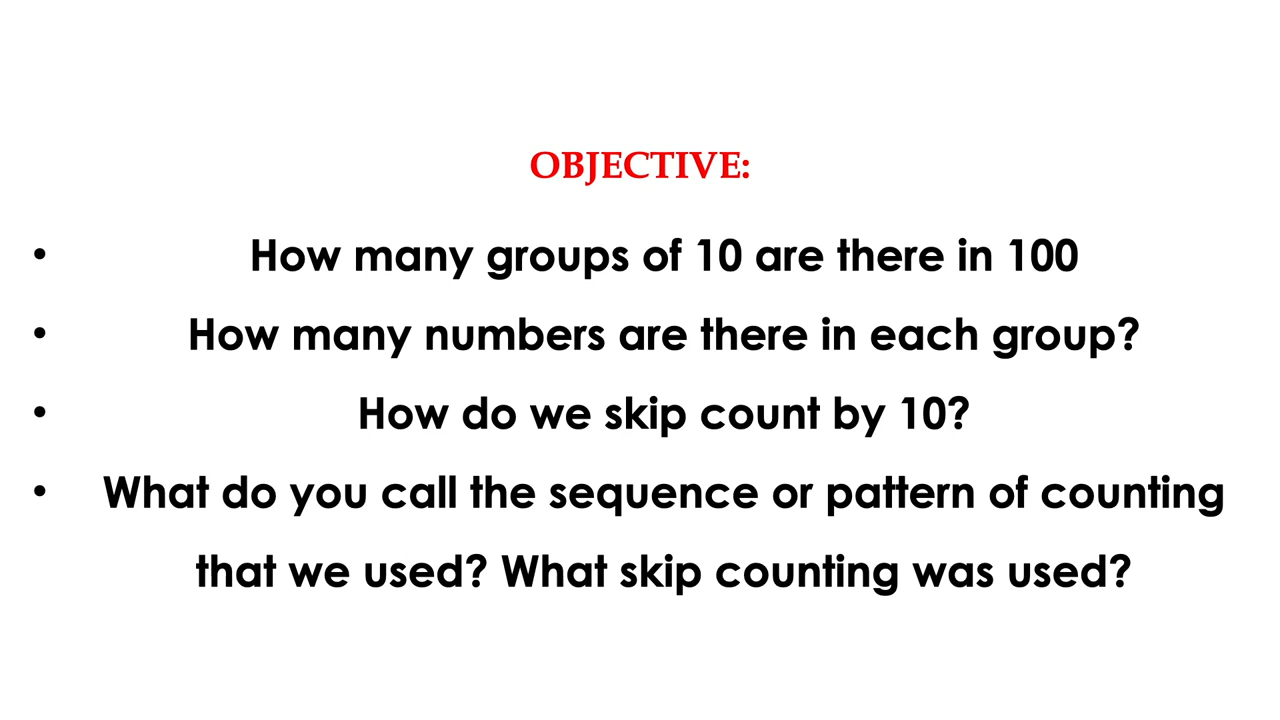 OBJECTIVE:
• How many groups of 10 are there in 100
• How many numbers are there in each group?
• How do we skip count by 10?
• What do you call the sequence or pattern of counting
that we used? What skip counting was used?